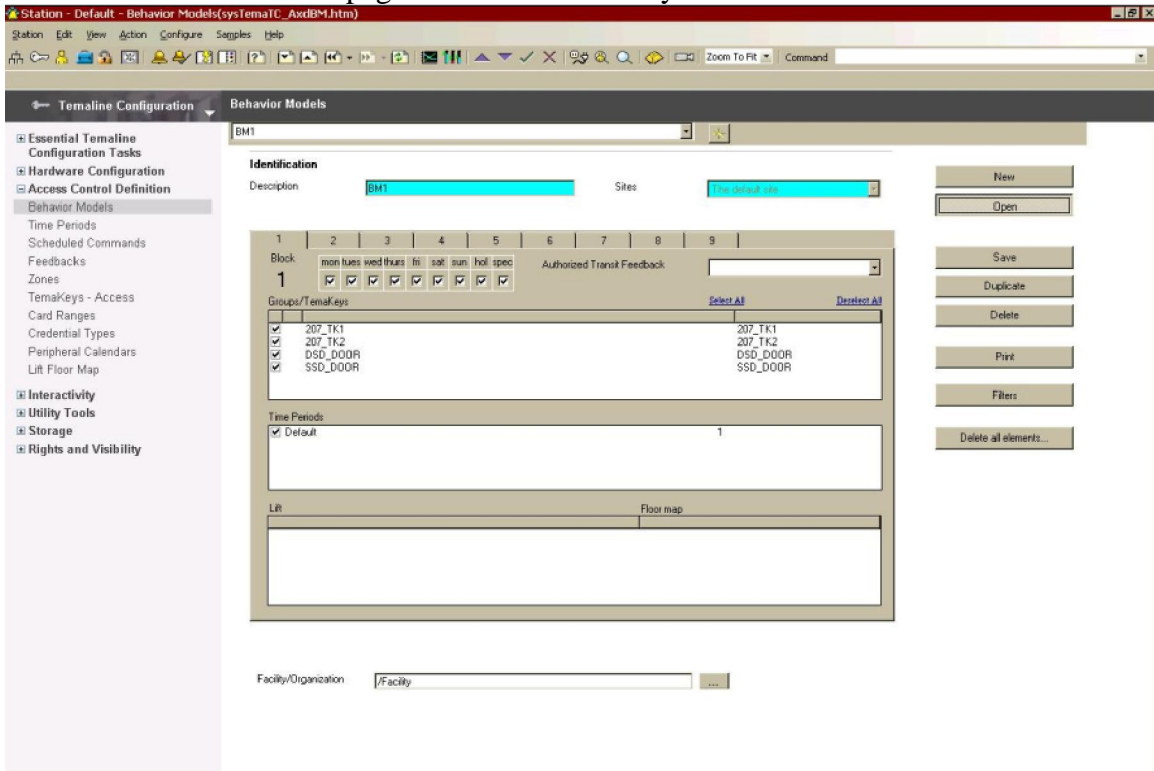 page
Station - Default - Behavior Models(sysTemaTC_AxdBM.htm)
Station Edit View Action Configure Samples Help
Zoom To Fit Command
Temaline Configuration
Behavior Models
BM1
Essential Temaline
Configuration Tasks
Hardware Configuration
Access Control Definition
Behavior Models
Time Periods
Scheduled Commands
Feedbacks
Zones
TemaKeys - Access
Card Ranges
Credential Types
Peripheral Calendars
Lift Floor Map
Interactivity
Utility Tools
Storage
Rights and Visibility
Identification
Description BM1 Sites The default site
1 2 3 4 5 6 7 8 9
Block mon tues wed thurs fri sat sun hol spec Authorized Transit Feedback
1
Groups/TemaKeys Select All Deselect All
207_TK1 207_TK1
207_TK2 207_TK2
DSD_DOOR DSD_DOOR
SSD_DOOR SSD_DOOR
Time Periods
Default 1
Lift Floor map
Facility/Organization /Facility ...
New
Open
Save
Duplicate
Delete
Print
Filters
Delete all elements...